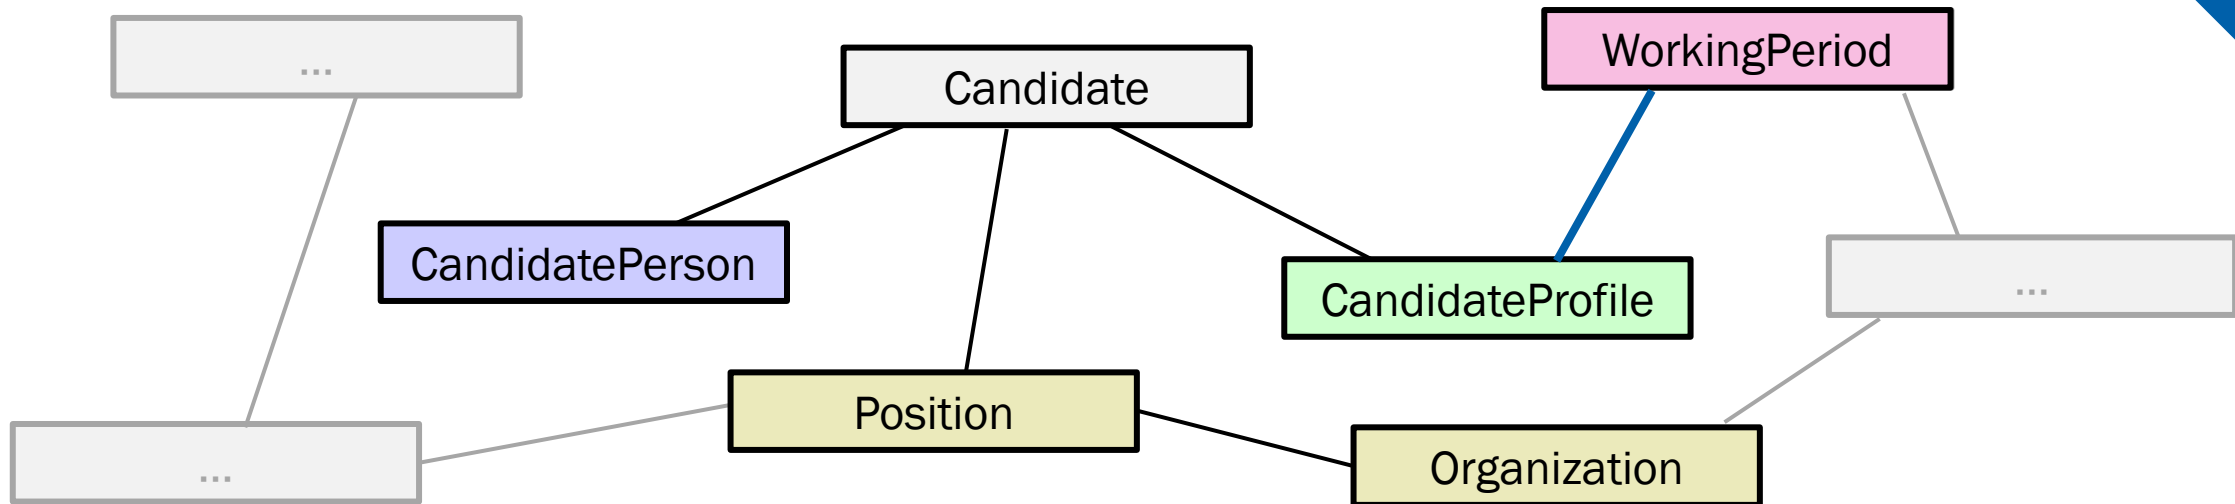 ...
Candidate
WorkingPeriod
CandidatePerson
CandidateProfile
...
Position
Organization
...